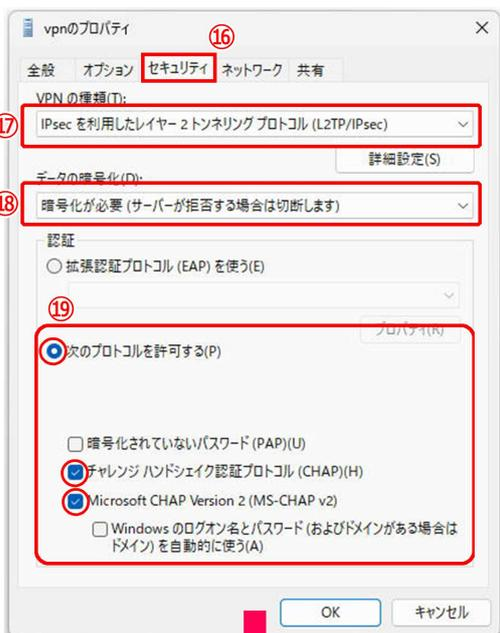 vpnのプロパティ
⑯
全般 オプション セキュリティ ネットワーク 共有
VPN の種類(T):
⑰
IPsec を利用したレイヤー 2 トンネリング プロトコル (L2TP/IPsec)
詳細設定(S)
データの暗号化(D):
⑱
暗号化が必要 (サーバーが拒否する場合は切断します)
認証
拡張認証プロトコル (EAP) を使う(E)
プロパティ(R)
⑲
次のプロトコルを許可する(P)
暗号化されていないパスワード (PAP)(U)
チャレンジ ハンドシェイク認証プロトコル (CHAP)(H)
Microsoft CHAP Version 2 (MS-CHAP v2)
Windows のログオン名とパスワード (およびドメインがある場合は
ドメイン) を自動的に使う(A)
OK キャンセル